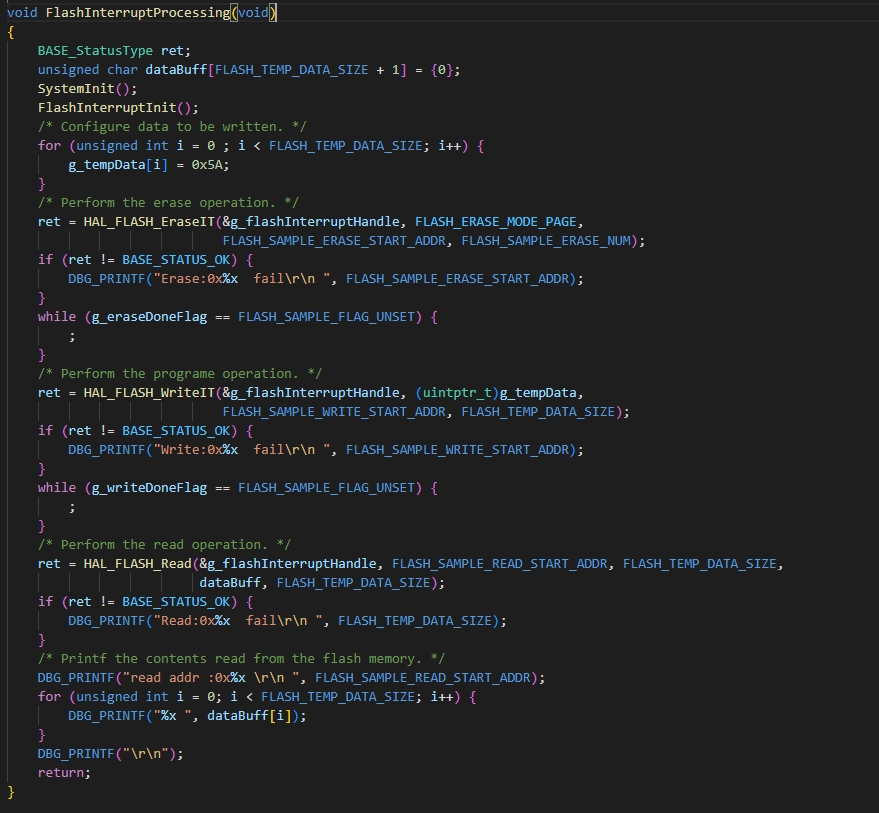 void FlashInterruptProcessing(void)
{
    BASE_StatusType ret;
    unsigned char dataBuff[FLASH_TEMP_DATA_SIZE + 1] = {0};
    SystemInit();
    FlashInterruptInit();
    /* Configure data to be written. */
    for (unsigned int i = 0 ; i < FLASH_TEMP_DATA_SIZE; i++) {
        g_tempData[i] = 0x5A;
    }
    /* Perform the erase operation. */
    ret = HAL_FLASH_EraseIT(&g_flashInterruptHandle, FLASH_ERASE_MODE_PAGE,
                            FLASH_SAMPLE_ERASE_START_ADDR, FLASH_SAMPLE_ERASE_NUM);
    if (ret != BASE_STATUS_OK) {
        DBG_PRINTF("Erase:0x%x  fail\r\n ", FLASH_SAMPLE_ERASE_START_ADDR);
    }
    while (g_eraseDoneFlag == FLASH_SAMPLE_FLAG_UNSET) {
        ;
    }
    /* Perform the programe operation. */
    ret = HAL_FLASH_WriteIT(&g_flashInterruptHandle, (uintptr_t)g_tempData,
                            FLASH_SAMPLE_WRITE_START_ADDR, FLASH_TEMP_DATA_SIZE);
    if (ret != BASE_STATUS_OK) {
        DBG_PRINTF("Write:0x%x  fail\r\n ", FLASH_SAMPLE_WRITE_START_ADDR);
    }
    while (g_writeDoneFlag == FLASH_SAMPLE_FLAG_UNSET) {
        ;
    }
    /* Perform the read operation. */
    ret = HAL_FLASH_Read(&g_flashInterruptHandle, FLASH_SAMPLE_READ_START_ADDR, FLASH_TEMP_DATA_SIZE,
                         dataBuff, FLASH_TEMP_DATA_SIZE);
    if (ret != BASE_STATUS_OK) {
        DBG_PRINTF("Read:0x%x  fail\r\n ", FLASH_TEMP_DATA_SIZE);
    }
    /* Printf the contents read from the flash memory. */
    DBG_PRINTF("read addr :0x%x \r\n ", FLASH_SAMPLE_READ_START_ADDR);
    for (unsigned int i = 0; i < FLASH_TEMP_DATA_SIZE; i++) {
        DBG_PRINTF("%x ", dataBuff[i]);
    }
    DBG_PRINTF("\r\n");
    return;
}